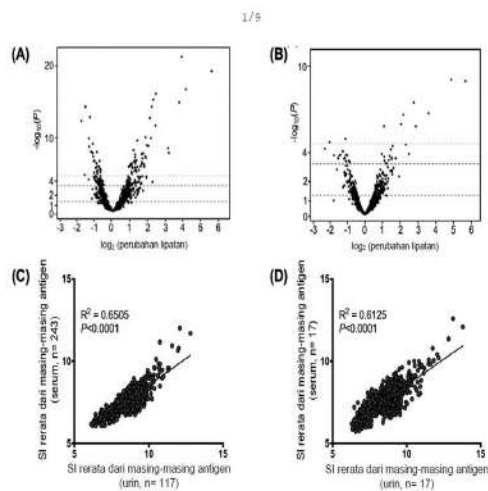 1/9
(A)
20
10
4
2
1
0
-log10(P)
-3 -2 -1 0 1 2 3 4 5 6
log2 (perubahan lipatan)
(B)
10
4
2
1
0
-log10(P)
-3 -2 -1 0 1 2 3 4 5 6
log2 (perubahan lipatan)
(C)
15
10
5
R2 = 0.6505
P<0.0001
SI rerata dari masing-masing antigen
(serum, n= 243)
5 10 15
SI rerata dari masing-masing antigen
(urin, n= 117)
(D)
15
10
5
R2 = 0.6125
P<0.0001
SI rerata dari masing-masing antigen
(serum, n= 17)
5 10 15
SI rerata dari masing-masing antigen
(urin, n= 17)